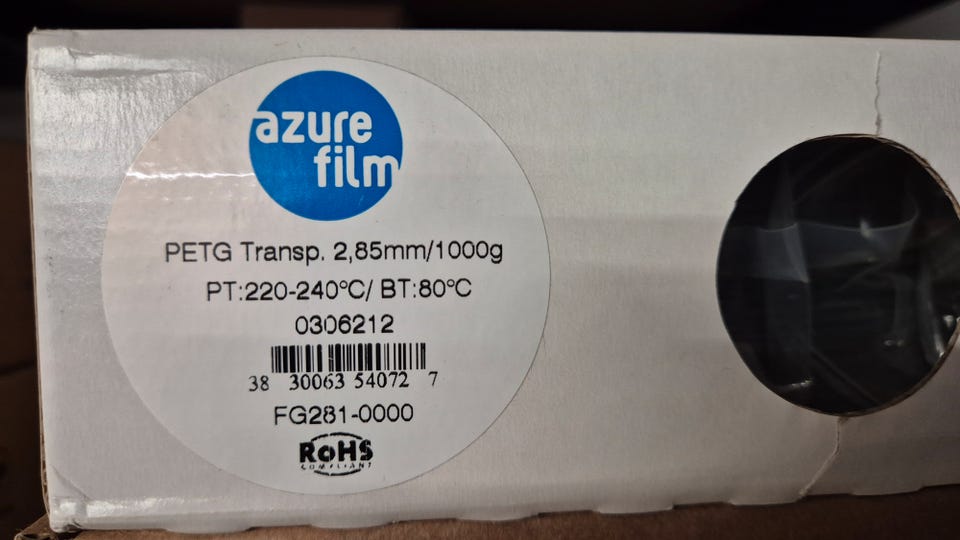 azure
film
PETG Transp. 2,85mm/1000g
PT:220-240°C/ BT:80°C
0306212
38 30063 54072 7
FG281-0000
RoHS
COMPLIANT